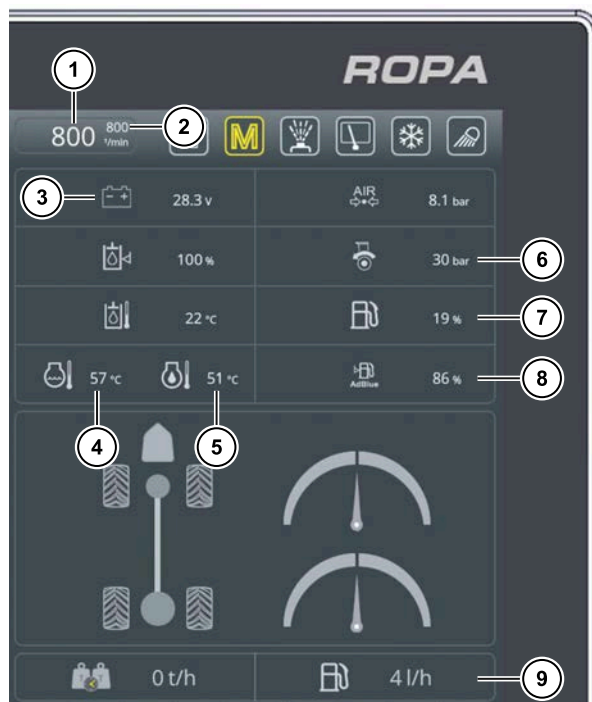 ROPA
1
2
800 800 1/min
M
3
28.3 v
AIR
8.1 bar
100 %
30 bar
6
22 °C
19 %
7
57 °C
51 °C
AdBlue
86 %
8
4
5
0 t/h
4 l/h
9